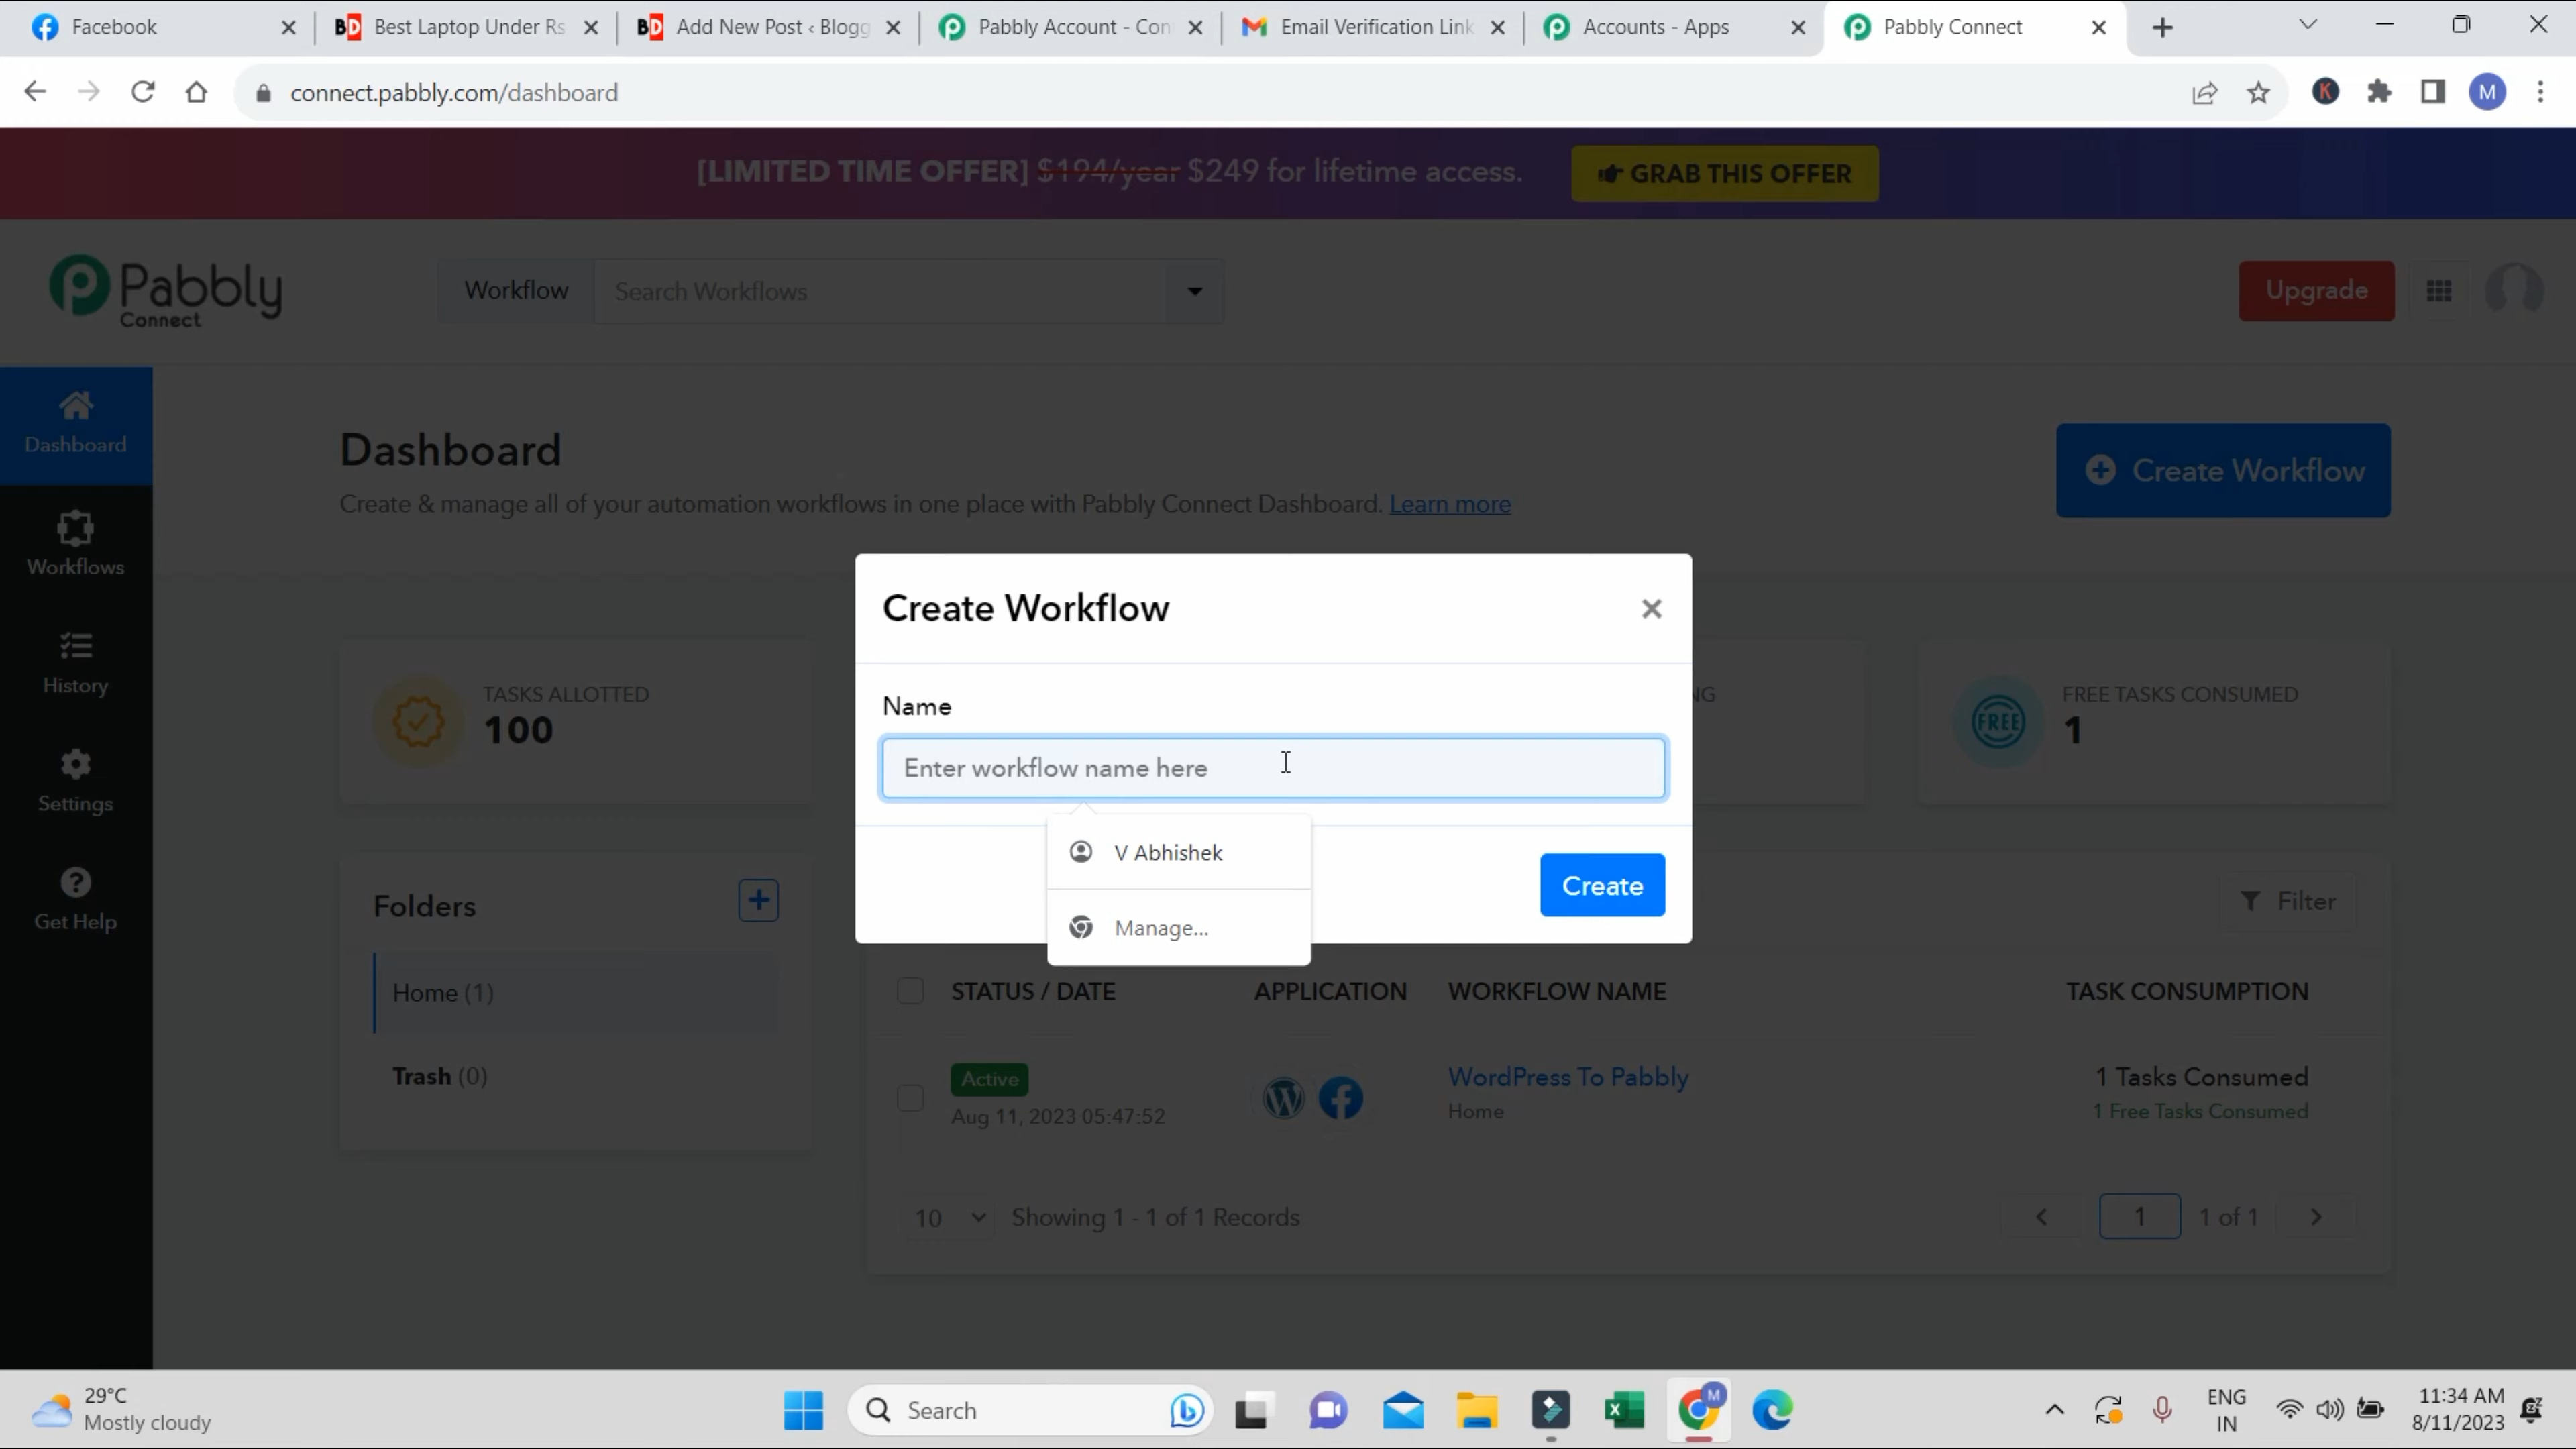 Facebook
Best Laptop Under Rs
Add New Post ‹ Blogg
Pabbly Account - Con
Email Verification Link
Accounts - Apps
Pabbly Connect
connect.pabbly.com/dashboard
K
M
[LIMITED TIME OFFER] $194/year $249 for lifetime access.
GRAB THIS OFFER
Pabbly
Connect
Workflow
Search Workflows
Upgrade
Dashboard
Workflows
History
Settings
Get Help
Dashboard
Create & manage all of your automation workflows in one place with Pabbly Connect Dashboard. Learn more
Create Workflow
Create Workflow
Name
Enter workflow name here
V Abhishek
Manage...
Create
TASKS ALLOTTED
100
NG
FREE
FREE TASKS CONSUMED
1
Folders
Home (1)
Trash (0)
Filter
STATUS / DATE
APPLICATION
WORKFLOW NAME
TASK CONSUMPTION
Active
Aug 11, 2023 05:47:52
WordPress To Pabbly
Home
1 Tasks Consumed
1 Free Tasks Consumed
10
Showing 1 - 1 of 1 Records
1
1 of 1
29°C
Mostly cloudy
Search
M
ENG
IN
11:34 AM
8/11/2023